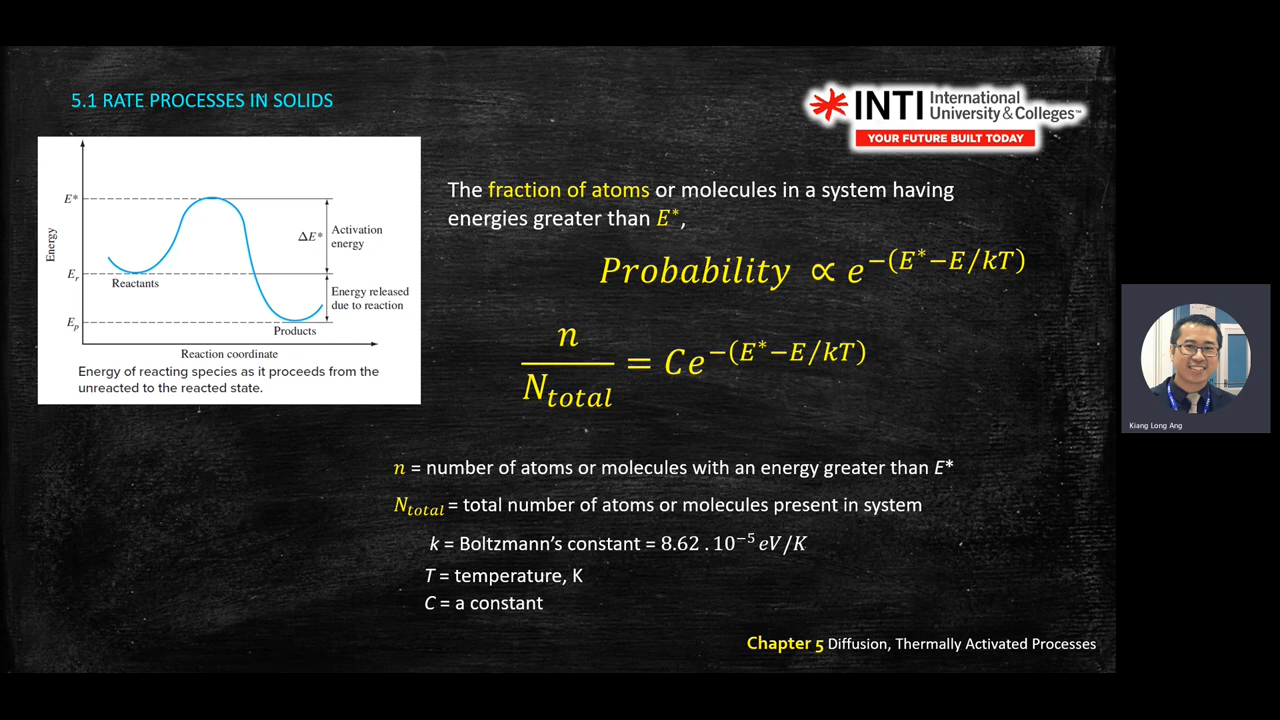 5.1 RATE PROCESSES IN SOLIDS
INTI International
University & Colleges™
YOUR FUTURE BUILT TODAY
E*
ΔE*
Activation
energy
Energy
E_r
Reactants
Energy released
due to reaction
E_p
Products
Reaction coordinate
Energy of reacting species as it proceeds from the
unreacted to the reacted state.
The fraction of atoms or molecules in a system having
energies greater than E*,
Probability ∝ e^−(E*−E/kT)
n/N_total = Ce^−(E*−E/kT)
n = number of atoms or molecules with an energy greater than E*
N_total = total number of atoms or molecules present in system
k = Boltzmann’s constant = 8.62 . 10^−5 eV/K
T = temperature, K
C = a constant
Kiang Long Ang
Chapter 5 Diffusion, Thermally Activated Processes